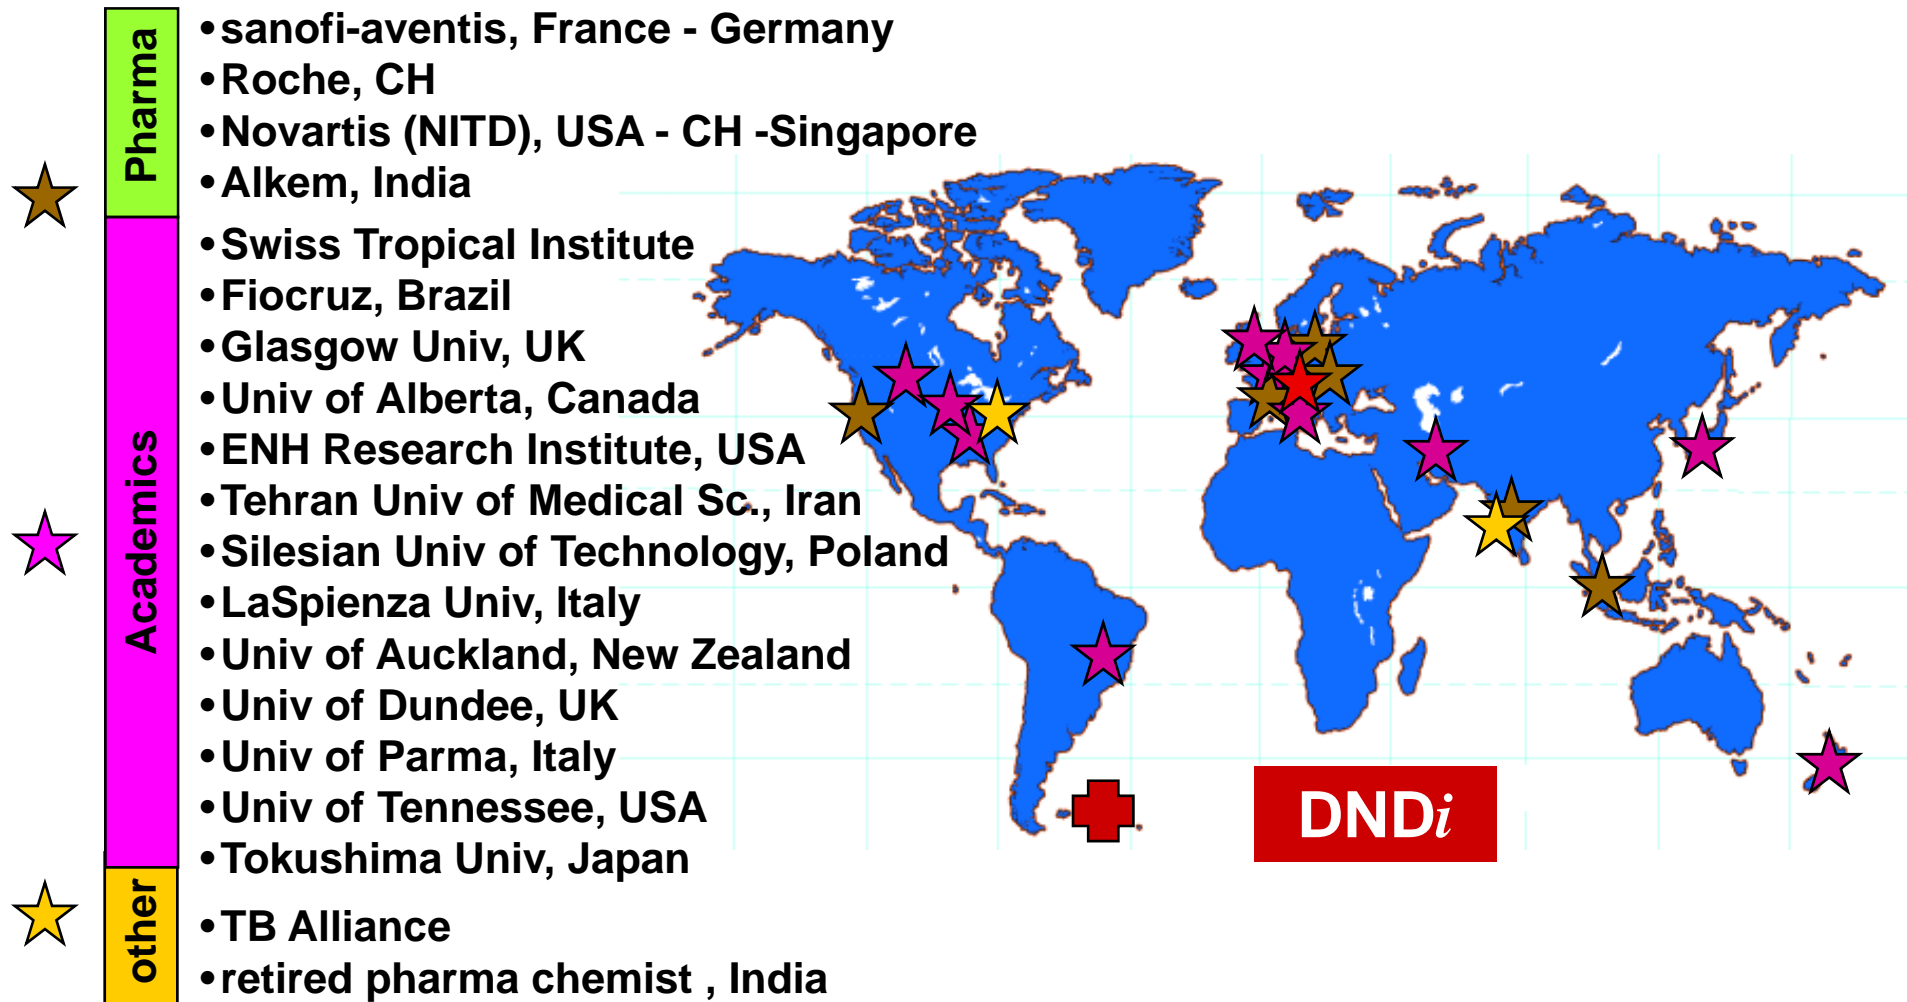 Pharma
•sanofi-aventis, France - Germany
•Roche, CH
•Novartis (NITD), USA - CH -Singapore
•Alkem, India
Academics
•Swiss Tropical Institute
•Fiocruz, Brazil
•Glasgow Univ, UK
•Univ of Alberta, Canada
•ENH Research Institute, USA
•Tehran Univ of Medical Sc., Iran
•Silesian Univ of Technology, Poland
•LaSpienza Univ, Italy
•Univ of Auckland, New Zealand
•Univ of Dundee, UK
•Univ of Parma, Italy
•Univ of Tennessee, USA
•Tokushima Univ, Japan
other
•TB Alliance
•retired pharma chemist , India
DNDi